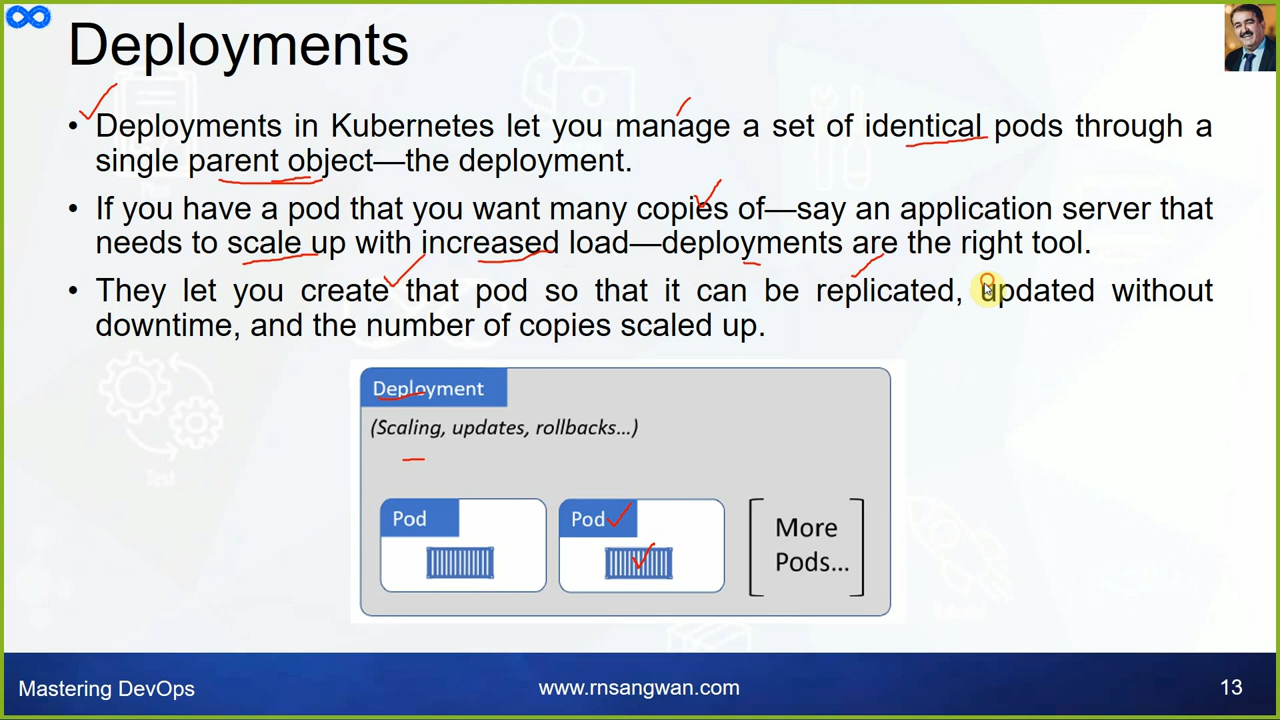 Deployments
• Deployments in Kubernetes let you manage a set of identical pods through a
single parent object—the deployment.
• If you have a pod that you want many copies of—say an application server that
needs to scale up with increased load—deployments are the right tool.
• They let you create that pod so that it can be replicated, updated without
downtime, and the number of copies scaled up.
Deployment
(Scaling, updates, rollbacks...)
Pod
Pod
More
Pods...
Test
Mastering DevOps
www.rnsangwan.com
13